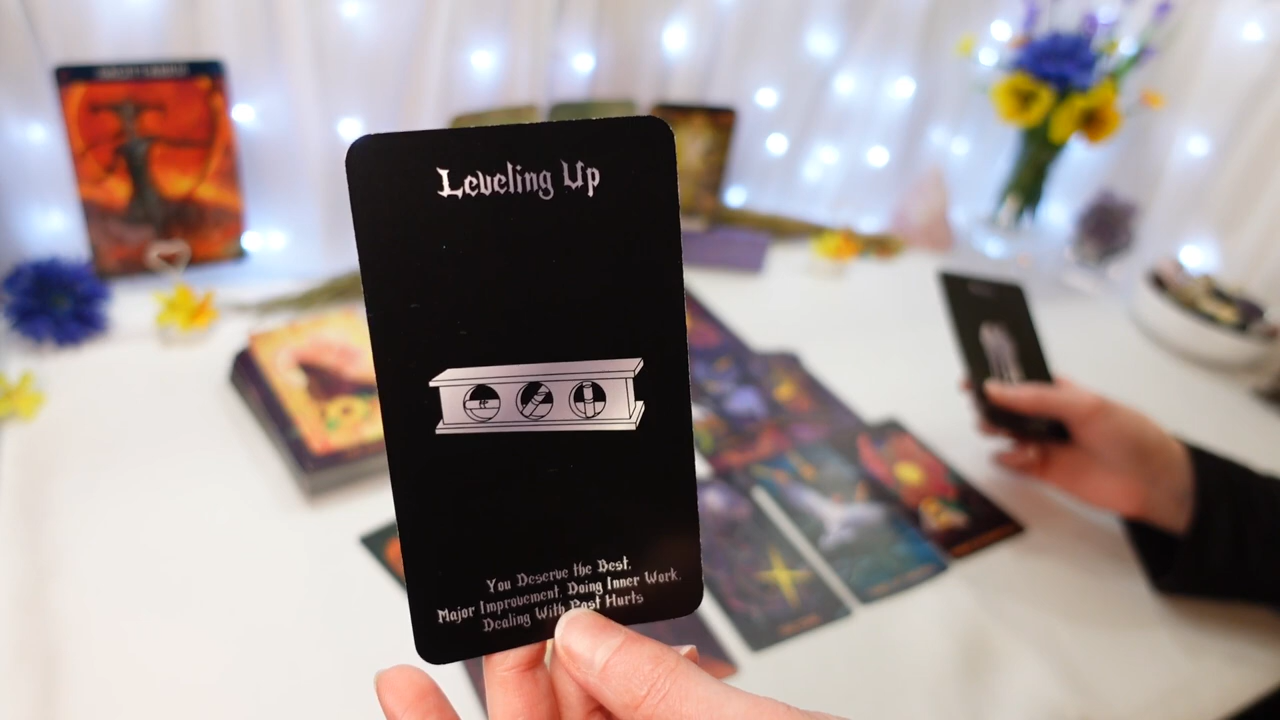 Leveling Up
You Deserve the Best,
Major Improvement, Doing Inner Work,
Dealing With Past Hurts